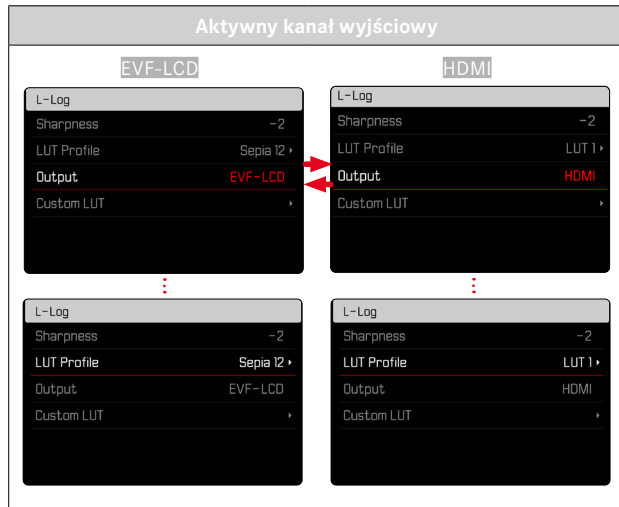 Aktywny kanał wyjściowy
EVF-LCD
HDMI
L-Log
Sharpness -2
LUT Profile Sepia 12
Output EVF-LCD
Custom LUT
L-Log
Sharpness -2
LUT Profile LUT 1
Output HDMI
Custom LUT
L-Log
Sharpness -2
LUT Profile Sepia 12
Output EVF-LCD
Custom LUT
L-Log
Sharpness -2
LUT Profile LUT 1
Output HDMI
Custom LUT